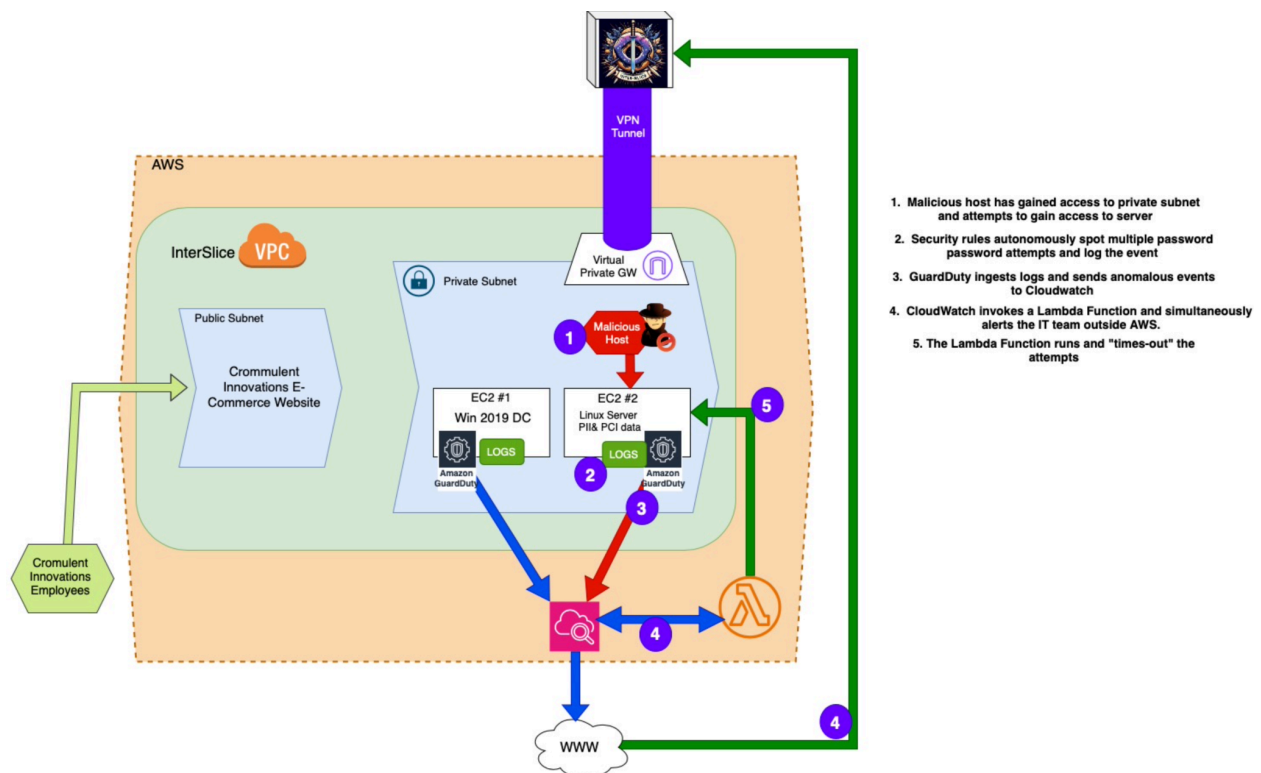 INTER SLICE
VPN
Tunnel
AWS
InterSlice
VPC
Virtual
Private GW
Private Subnet
Public Subnet
Crommulent
Innovations E-
Commerce Website
1
Malicious
Host
EC2 #1
Win 2019 DC
LOGS
Amazon
GuardDuty
EC2 #2
Linux Server
PII& PCI data
LOGS
Amazon
GuardDuty
2
3
5
Cromulent
Innovations
Employees
4
WWW
4
1. Malicious host has gained access to private subnet
and attempts to gain access to server
2. Security rules autonomously spot multiple password
password attempts and log the event
3. GuardDuty ingests logs and sends anomalous events
to Cloudwatch
4. CloudWatch invokes a Lambda Function and simultaneously
alerts the IT team outside AWS.
5. The Lambda Function runs and "times-out" the
attempts